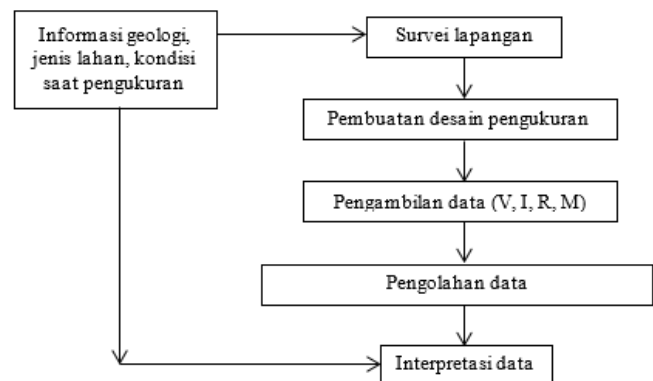 Informasi geologi,
jenis lahan, kondisi
saat pengukuran
Survei lapangan
Pembuatan desain pengukuran
Pengambilan data (V, I, R, M)
Pengolahan data
Interpretasi data